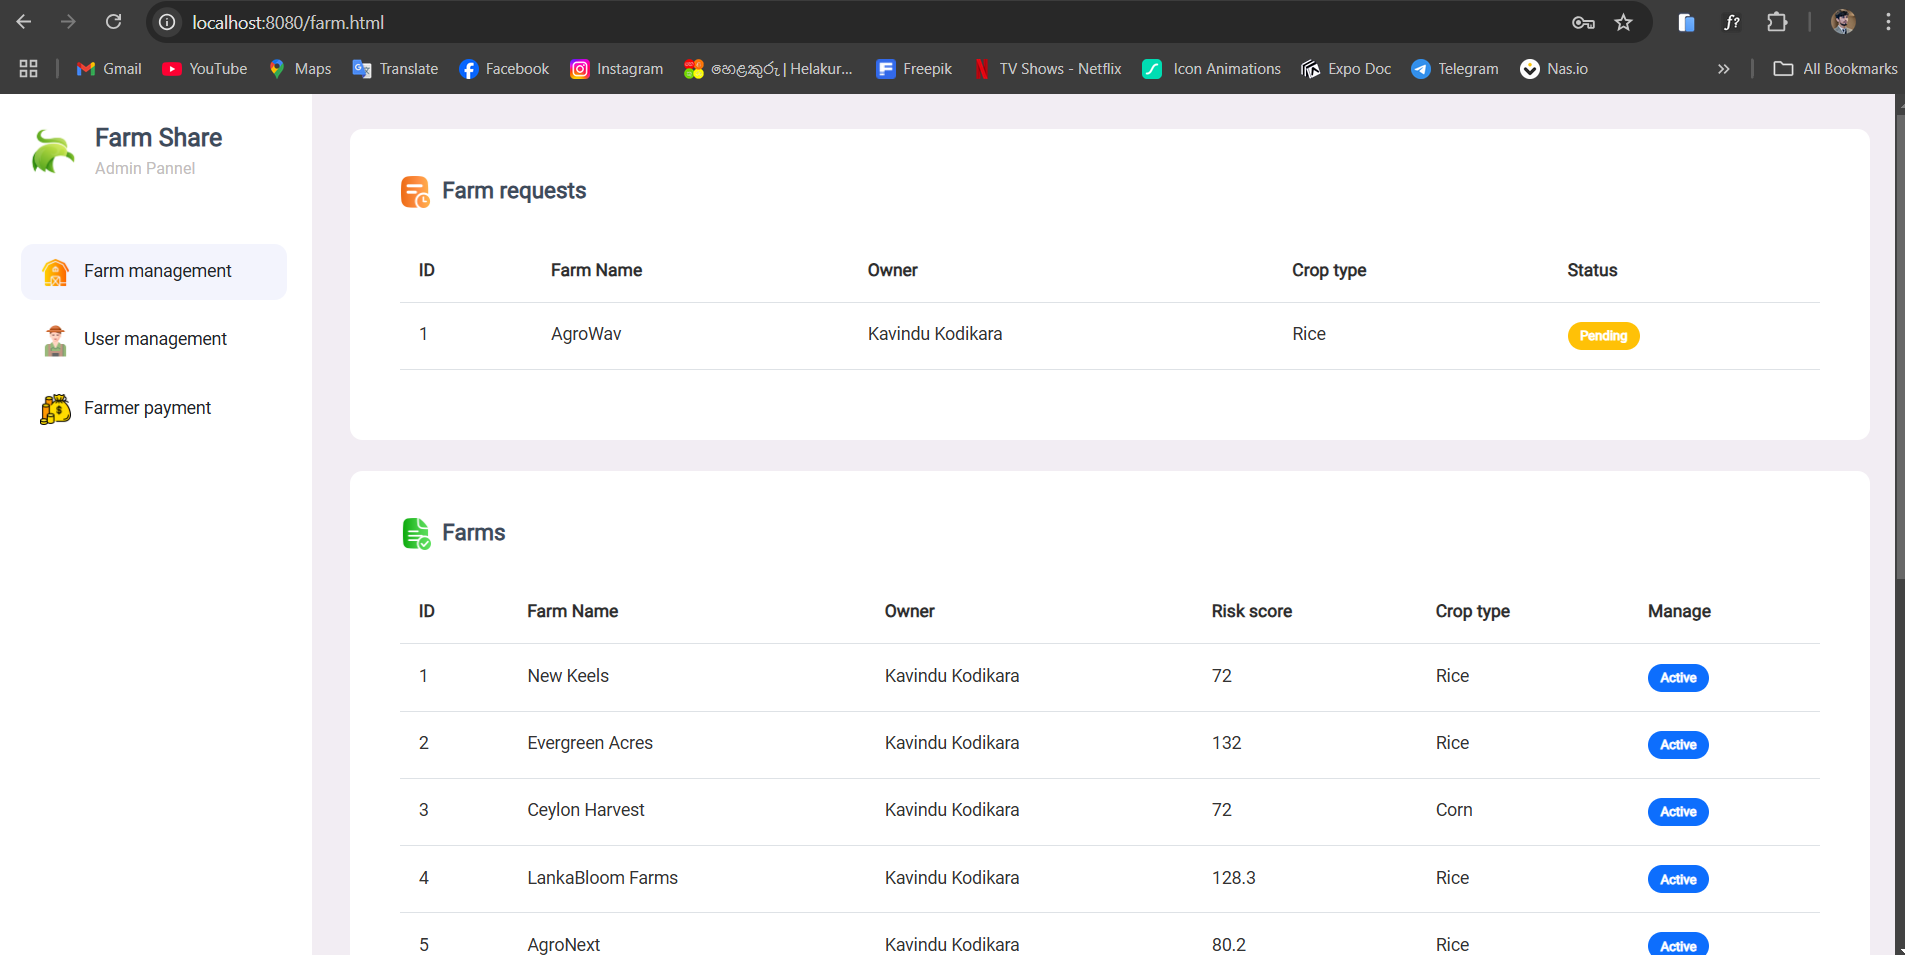 localhost:8080/farm.html
Gmail YouTube Maps Translate Facebook Instagram හෙළකුරු | Helakur... Freepik TV Shows - Netflix Icon Animations Expo Doc Telegram Nas.io » All Bookmarks
Farm Share
Admin Pannel
Farm management
User management
Farmer payment
Farm requests
ID Farm Name Owner Crop type Status
1 AgroWav Kavindu Kodikara Rice Pending
Farms
ID Farm Name Owner Risk score Crop type Manage
1 New Keels Kavindu Kodikara 72 Rice Active
2 Evergreen Acres Kavindu Kodikara 132 Rice Active
3 Ceylon Harvest Kavindu Kodikara 72 Corn Active
4 LankaBloom Farms Kavindu Kodikara 128.3 Rice Active
5 AgroNext Kavindu Kodikara 80.2 Rice Active